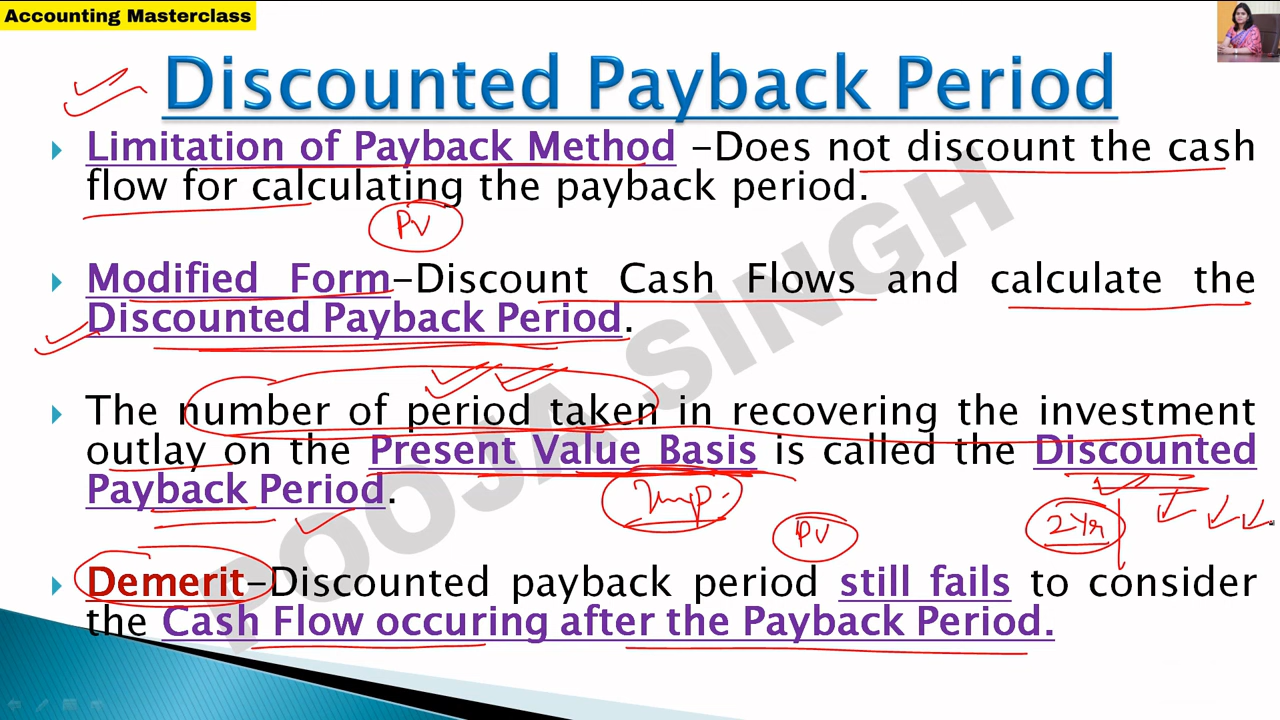 Accounting Masterclass
Discounted Payback Period
Limitation of Payback Method -Does not discount the cash
flow for calculating the payback period.
PV
Modified Form-Discount Cash Flows and calculate the
Discounted Payback Period.
The number of period taken in recovering the investment
outlay on the Present Value Basis is called the Discounted
Payback Period.
Imp.
PV
2 Yr
Demerit-Discounted payback period still fails to consider
the Cash Flow occuring after the Payback Period.
POOJA SINGH